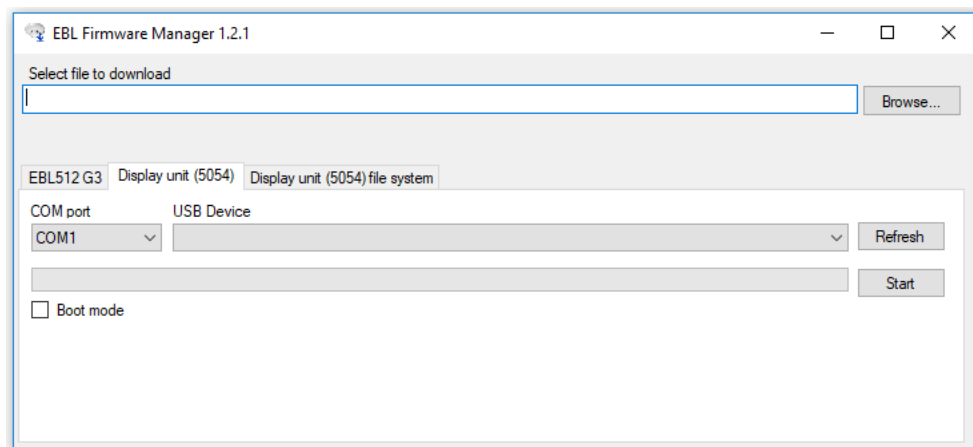 EBL Firmware Manager 1.2.1
Select file to download
Browse...
EBL512 G3 Display unit (5054) Display unit (5054) file system
COM port USB Device
COM1 Refresh
Start
Boot mode